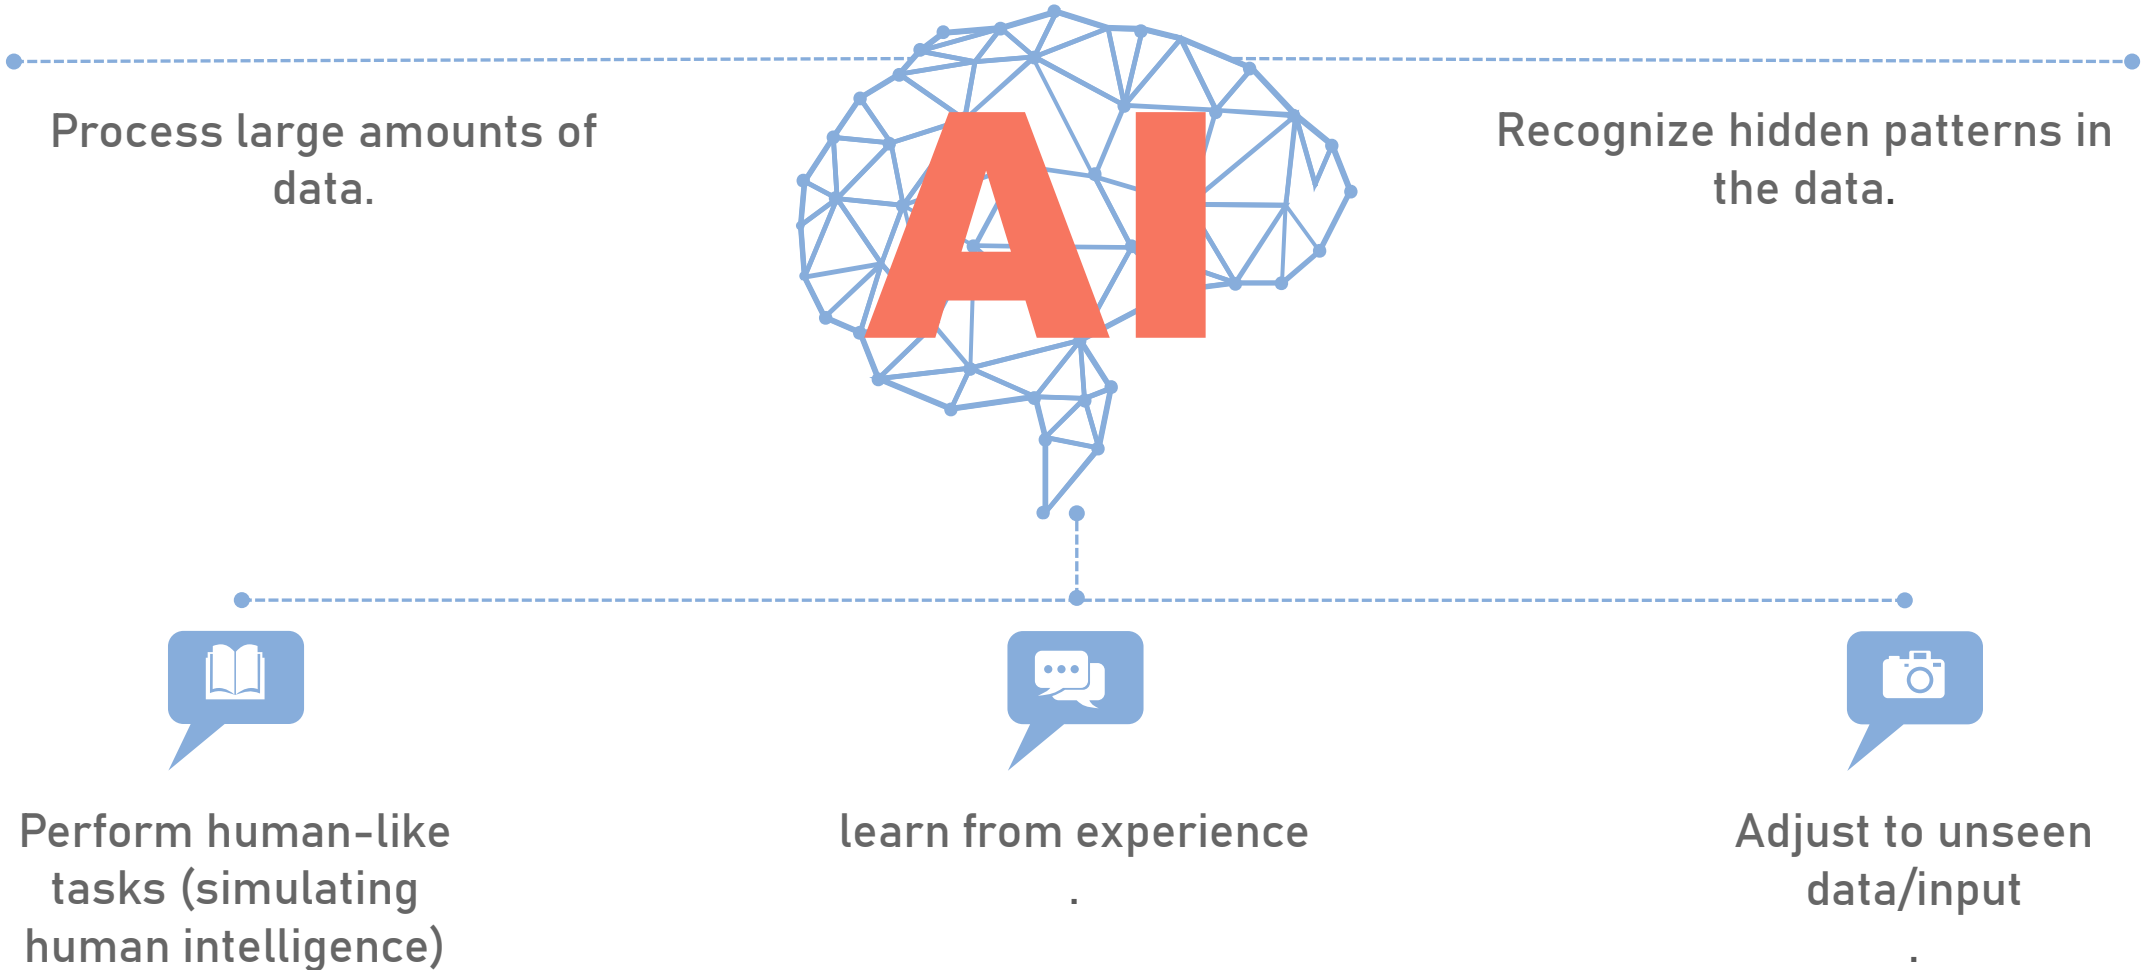 Process large amounts of
data.
Recognize hidden patterns in
the data.
AI
Perform human-like
tasks (simulating
human intelligence)
learn from experience
.
Adjust to unseen
data/input
.